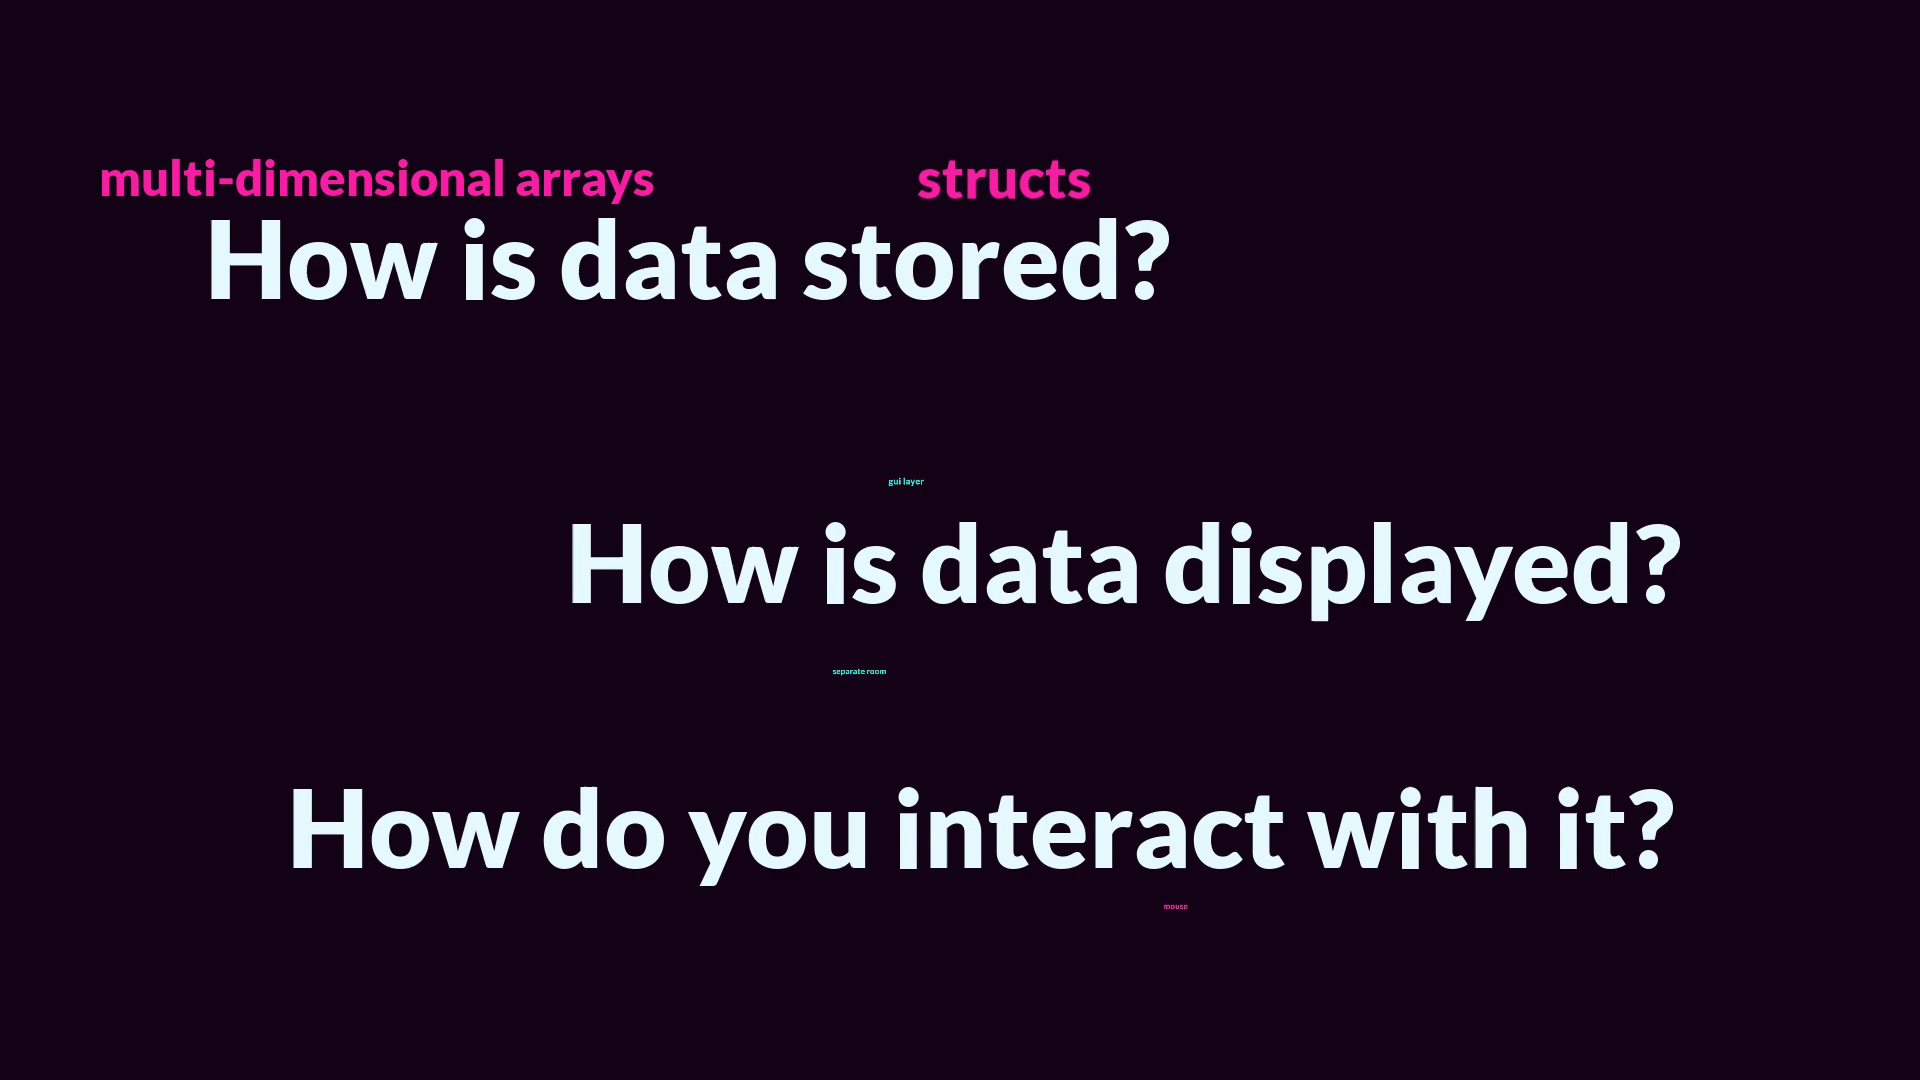 multi-dimensional arrays structs
How is data stored?
gui layer
How is data displayed?
separate room
How do you interact with it?
mouse